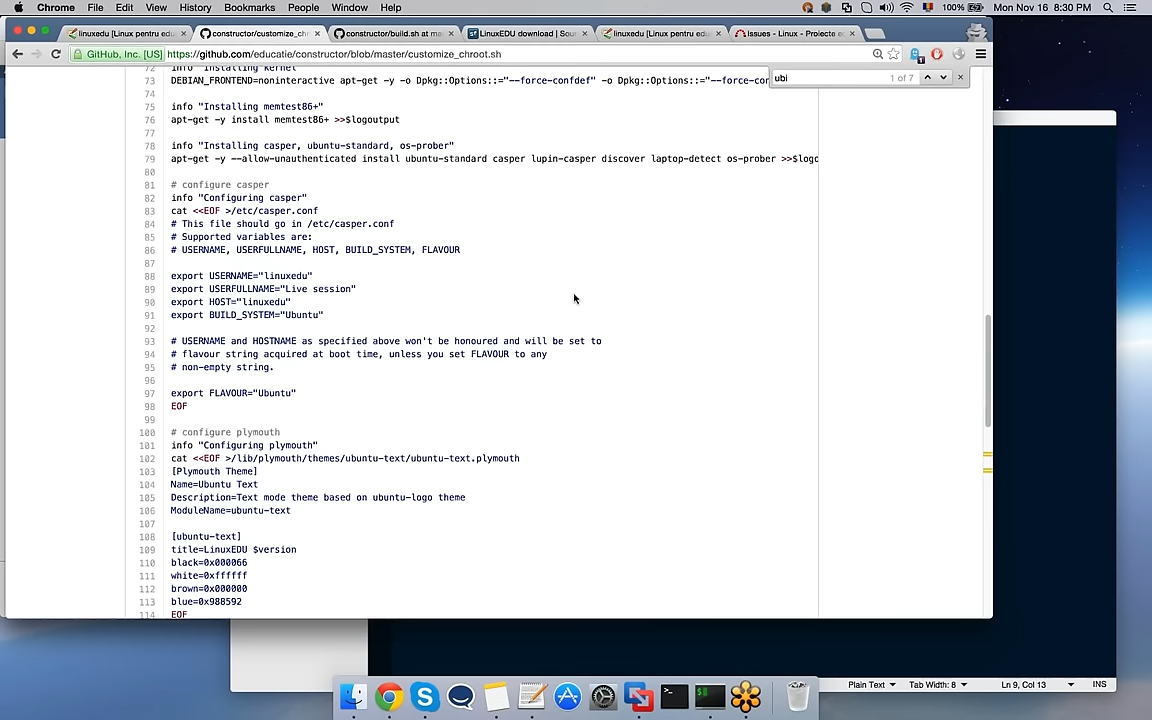 Chrome File Edit View History Bookmarks People Window Help
100% Mon Nov 16 8:30 PM
linuxedu [Linux pentru edu
constructor/customize_chr
constructor/build.sh at ma
LinuxEDU download | Sour
linuxedu [Linux pentru edu
Issues - Linux - Proiecte e
GitHub, Inc. [US] https://github.com/educatie/constructor/blob/master/customize_chroot.sh
ubi 1 of 7
72 info "Installing kernel"
73 DEBIAN_FRONTEND=noninteractive apt-get -y -o Dpkg::Options::="--force-confdef" -o Dpkg::Options::="--force-con
74
75 info "Installing memtest86+"
76 apt-get -y install memtest86+ >>$logoutput
77
78 info "Installing casper, ubuntu-standard, os-prober"
79 apt-get -y --allow-unauthenticated install ubuntu-standard casper lupin-casper discover laptop-detect os-prober >>$logo
80
81 # configure casper
82 info "Configuring casper"
83 cat <<EOF >/etc/casper.conf
84 # This file should go in /etc/casper.conf
85 # Supported variables are:
86 # USERNAME, USERFULLNAME, HOST, BUILD_SYSTEM, FLAVOUR
87
88 export USERNAME="linuxedu"
89 export USERFULLNAME="Live session"
90 export HOST="linuxedu"
91 export BUILD_SYSTEM="Ubuntu"
92
93 # USERNAME and HOSTNAME as specified above won't be honoured and will be set to
94 # flavour string acquired at boot time, unless you set FLAVOUR to any
95 # non-empty string.
96
97 export FLAVOUR="Ubuntu"
98 EOF
99
100 # configure plymouth
101 info "Configuring plymouth"
102 cat <<EOF >/lib/plymouth/themes/ubuntu-text/ubuntu-text.plymouth
103 [Plymouth Theme]
104 Name=Ubuntu Text
105 Description=Text mode theme based on ubuntu-logo theme
106 ModuleName=ubuntu-text
107
108 [ubuntu-text]
109 title=LinuxEDU $version
110 black=0x000066
111 white=0xffffff
112 brown=0x000000
113 blue=0x988592
114 EOF
Plain Text Tab Width: 8 Ln 9, Col 13 INS